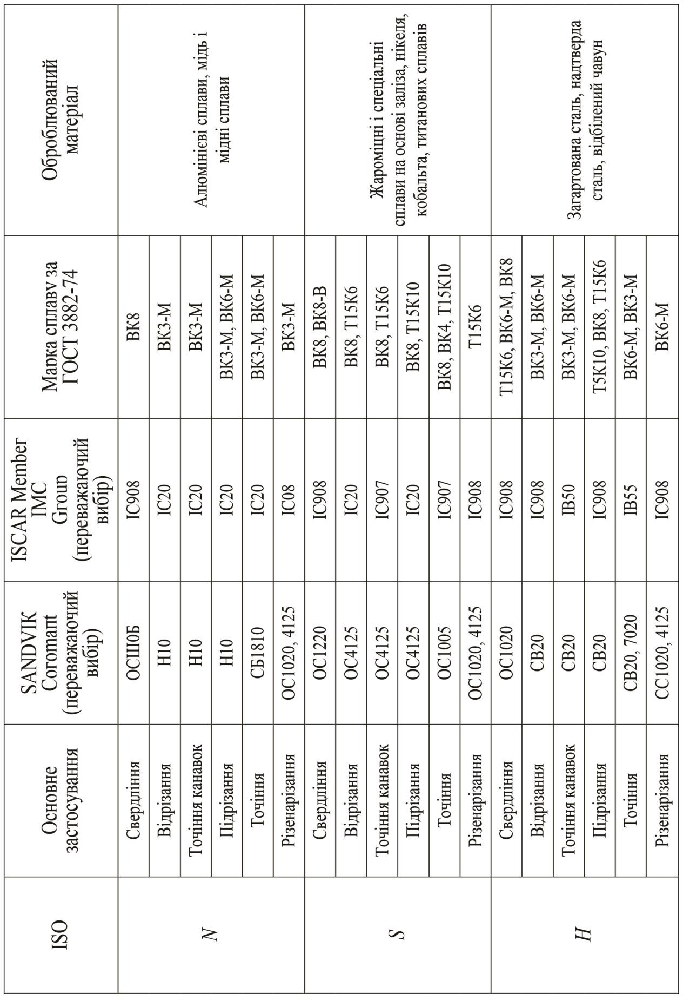 ISO
Основне
застосування
SANDVIK
Coromant
(переважаючий
вибір)
ISCAR Member
IMC
Groun
(переважаючий
вибір)
Марка сплаву за
ГОСТ 3882-74
Оброблюваний
матеріал
N
Свердління
ОСШ0Б
IC908
ВК8
Алюмінієві сплави, мідь і
мідні сплави
Відрізання
H10
IC20
ВК3-М
Точіння канавок
H10
IC20
ВК3-М
Підрізання
H10
IC20
ВК3-М, ВК6-М
Точіння
СБ1810
IC20
ВК3-М, ВК6-М
Різенарізання
ОС1020, 4125
IC08
ВК3-М
S
Свердління
ОС1220
IC908
ВК8, ВК8-В
Жароміцні і спеціальні
сплави на основі заліза, нікеля,
кобальта, титанових сплавів
Відрізання
ОС4125
IC20
ВК8, Т15К6
Точіння канавок
ОС4125
IC907
ВК8, Т15К6
Підрізання
ОС4125
IC20
ВК8, Т15К10
Точіння
ОС1005
IC907
ВК8, ВК4, Т15К10
Різенарізання
ОС1020, 4125
IC908
Т15К6
H
Свердління
ОС1020
IC908
Т15К6, ВК6-М, ВК8
Загартована сталь, надтверда
сталь, відбілений чавун
Відрізання
СВ20
IC908
ВК3-М, ВК6-М
Точіння канавок
СВ20
IB50
ВК3-М, ВК6-М
Підрізання
СВ20
IC908
Т5К10, ВК8, Т15К6
Точіння
СВ20, 7020
IB55
ВК6-М, ВК3-М
Різенарізання
СС1020, 4125
IC908
ВК6-М